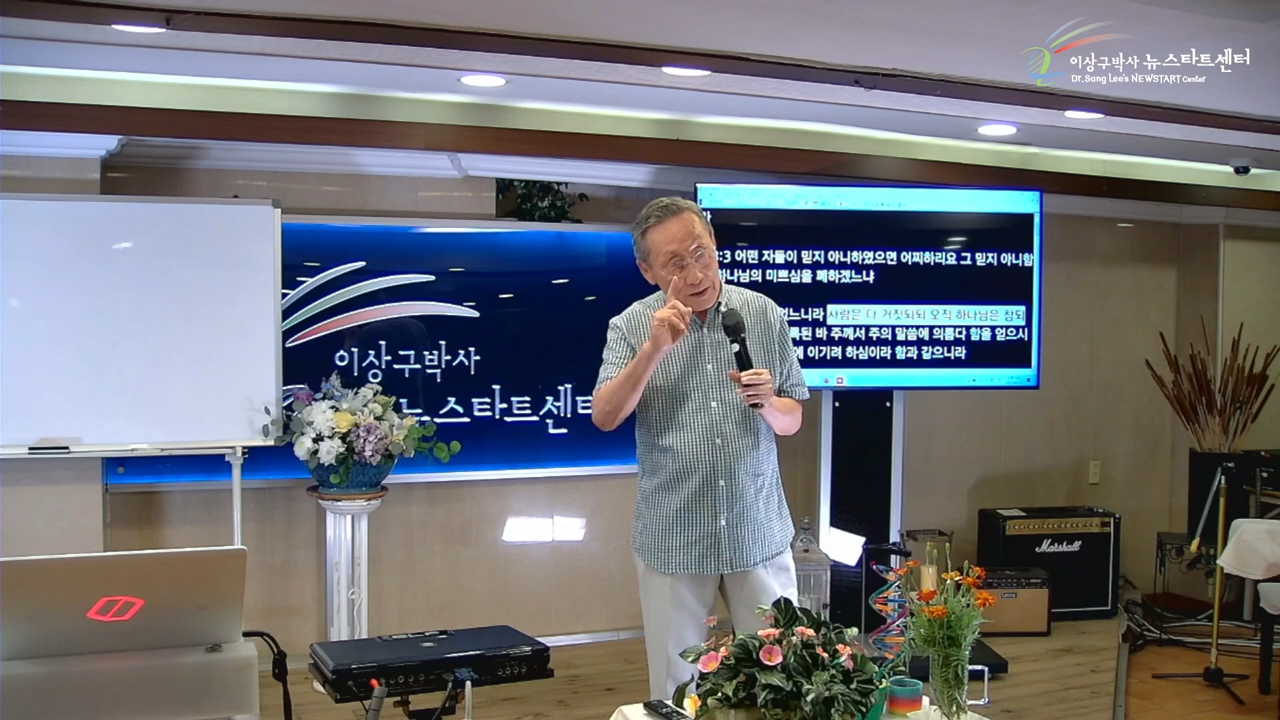 이상구박사 뉴스타트센터
Dr. Sang Lee's NEWSTART Center
3:3 어떤 자들이 믿지 아니하였으면 어찌하리요 그 믿지 아니함
하나님의 미쁘심을 폐하겠느냐
없느니라 사람은 다 거짓되되 오직 하나님은 참되
록된 바 주께서 주의 말씀에 의롭다 함을 얻으시
에 이기려 하심이라 함과 같으니라
이상구박사
뉴스타트센터
Marshall